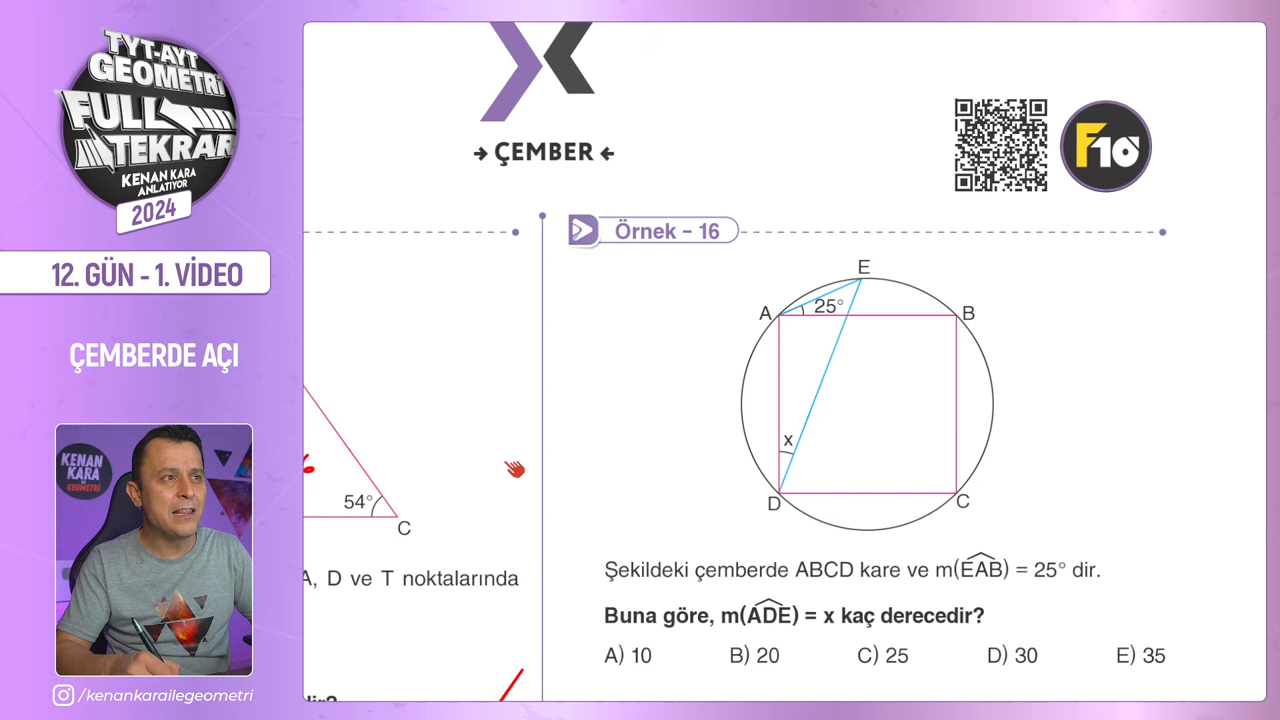 TYT-AYT
GEOMETRİ
FULL
TEKRAR
KENAN KARA
ANLATIYOR
2024
12. GÜN - 1. VİDEO
ÇEMBERDE AÇI
KENAN
KARA
GEOMETRİ
/kenankarailegeometri
ÇEMBER
F10
54°
C
A, D ve T noktalarında
Örnek - 16
E
A
25°
B
x
D
C
Şekildeki çemberde ABCD kare ve m(EAB) = 25° dir.
Buna göre, m(ADE) = x kaç derecedir?
A) 10 B) 20 C) 25 D) 30 E) 35